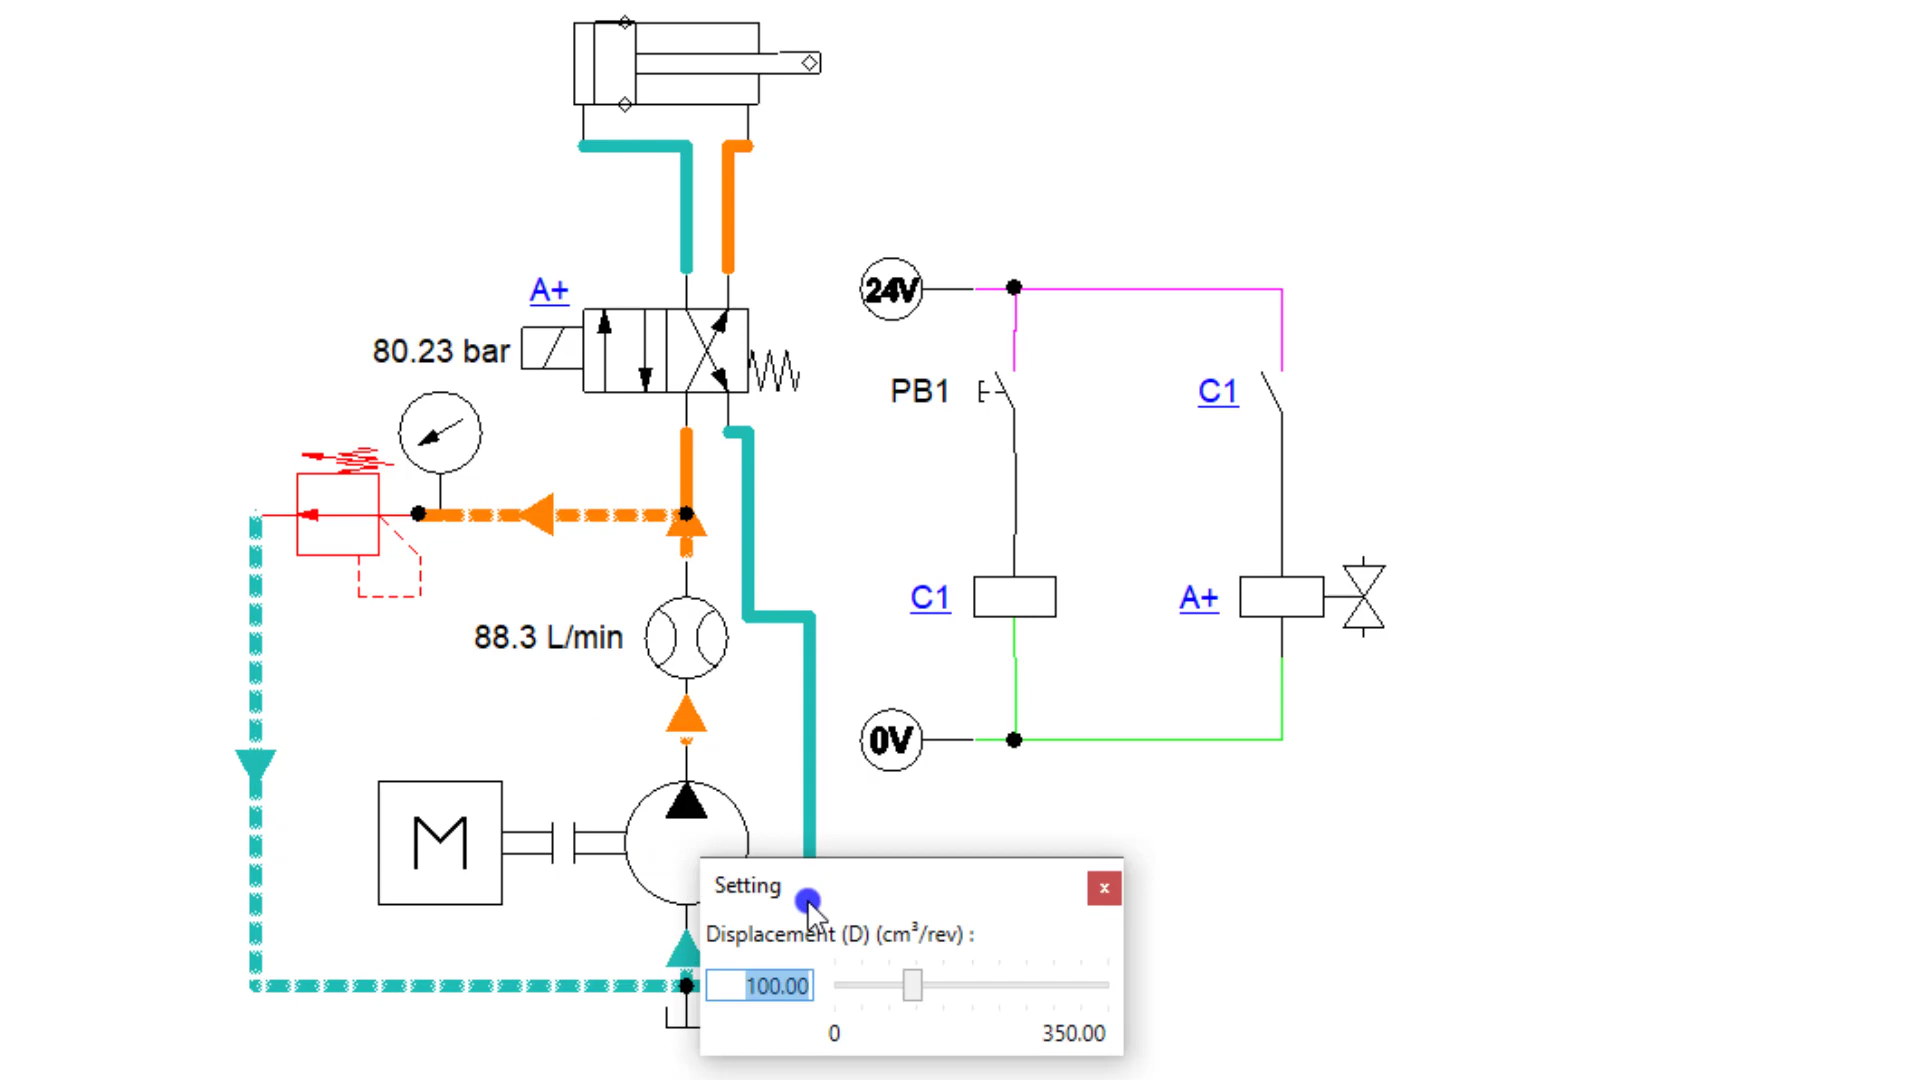 A+
24V
80.23 bar
PB1
C1
C1
A+
88.3 L/min
0V
M
Setting
x
Displacement (D) (cm³/rev) :
100.00
0
350.00